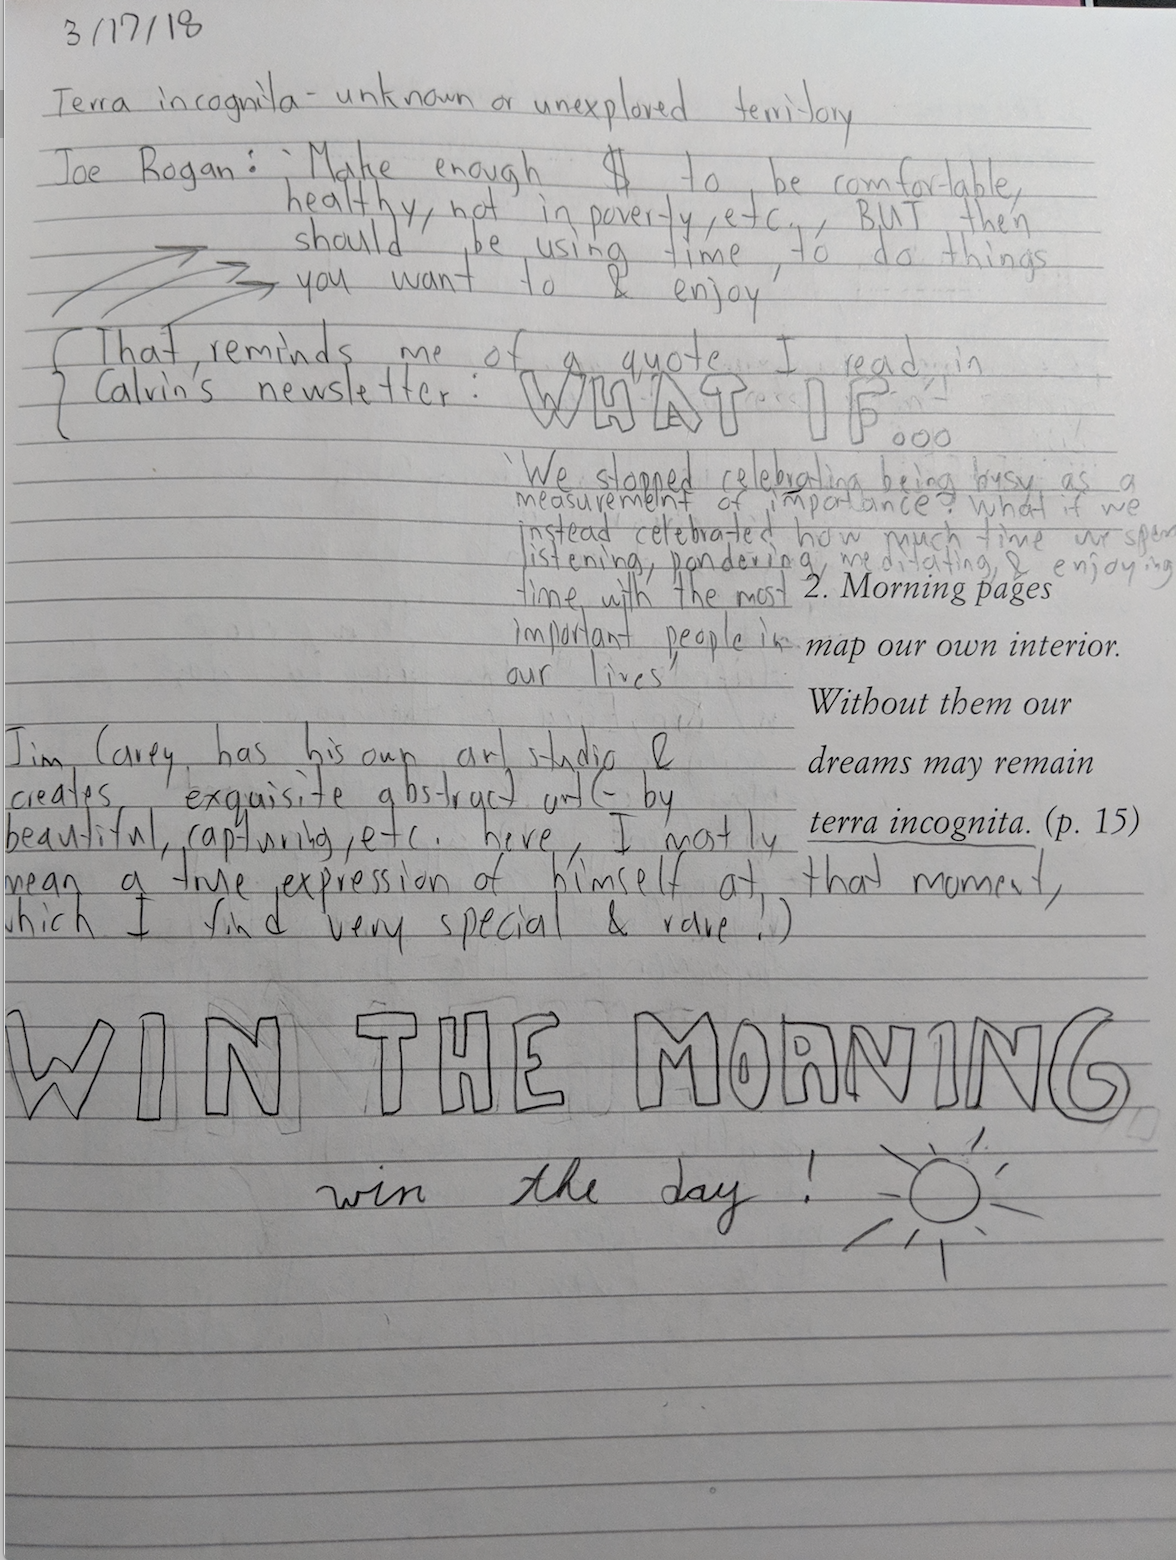 3/17/18
Terra incognita - unknown or unexplored territory
Joe Rogan: 'Make enough $ to be comfortable,
healthy, not in poverty, etc., BUT then
should be using time to do things
you want to & enjoy'
That reminds me of a quote I read in
Calvin's newsletter: WHAT IF...
'We stopped celebrating being busy as a
measurement of importance? What if we
instead celebrated how much time we spen
listening, pondering, meditating, & enjoying
time with the most
important people in
our lives'
2. Morning pages
map our own interior.
Without them our
dreams may remain
terra incognita. (p. 15)
Jim Carey has his own art studio &
creates exquisite abstract art (- by
beautiful, capturing, etc. here, I mostly
mean a true expression of himself at that moment,
which I find very special & rare!)
WIN THE MORNING
win the day!